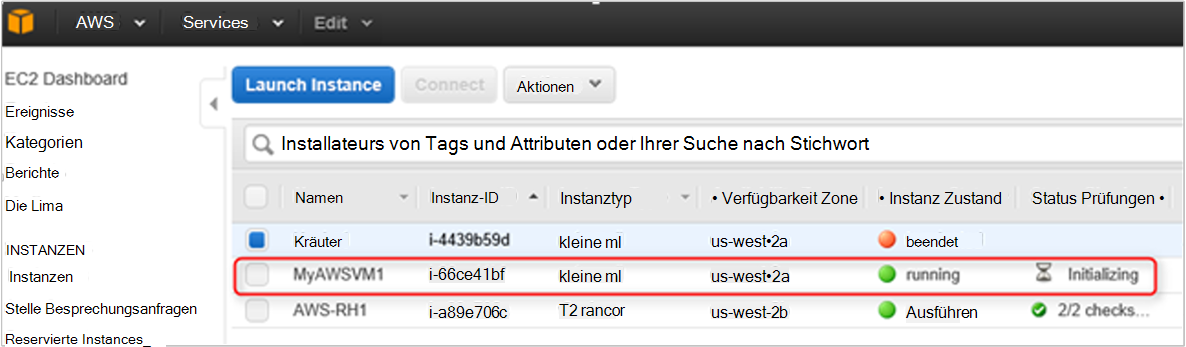 AWS Services Edit
EC2 Dashboard
Ereignisse
Kategorien
Berichte
Die Lima
INSTANZEN
Instanzen
Stelle Besprechungsanfragen
Reservierte Instances_
Launch Instance Connect Aktionen
Installateurs von Tags und Attributen oder Ihrer Suche nach Stichwort
Namen Instanz-ID Instanztyp • Verfügbarkeit Zone • Instanz Zustand Status Prüfungen •
Kräuter i-4439b59d kleine ml us-west•2a beendet
MyAWSVM1 i-66ce41bf kleine ml us-west•2a running Initializing
AWS-RH1 i-a89e706c T2 rancor us-west-2b Ausführen 2/2 checks...